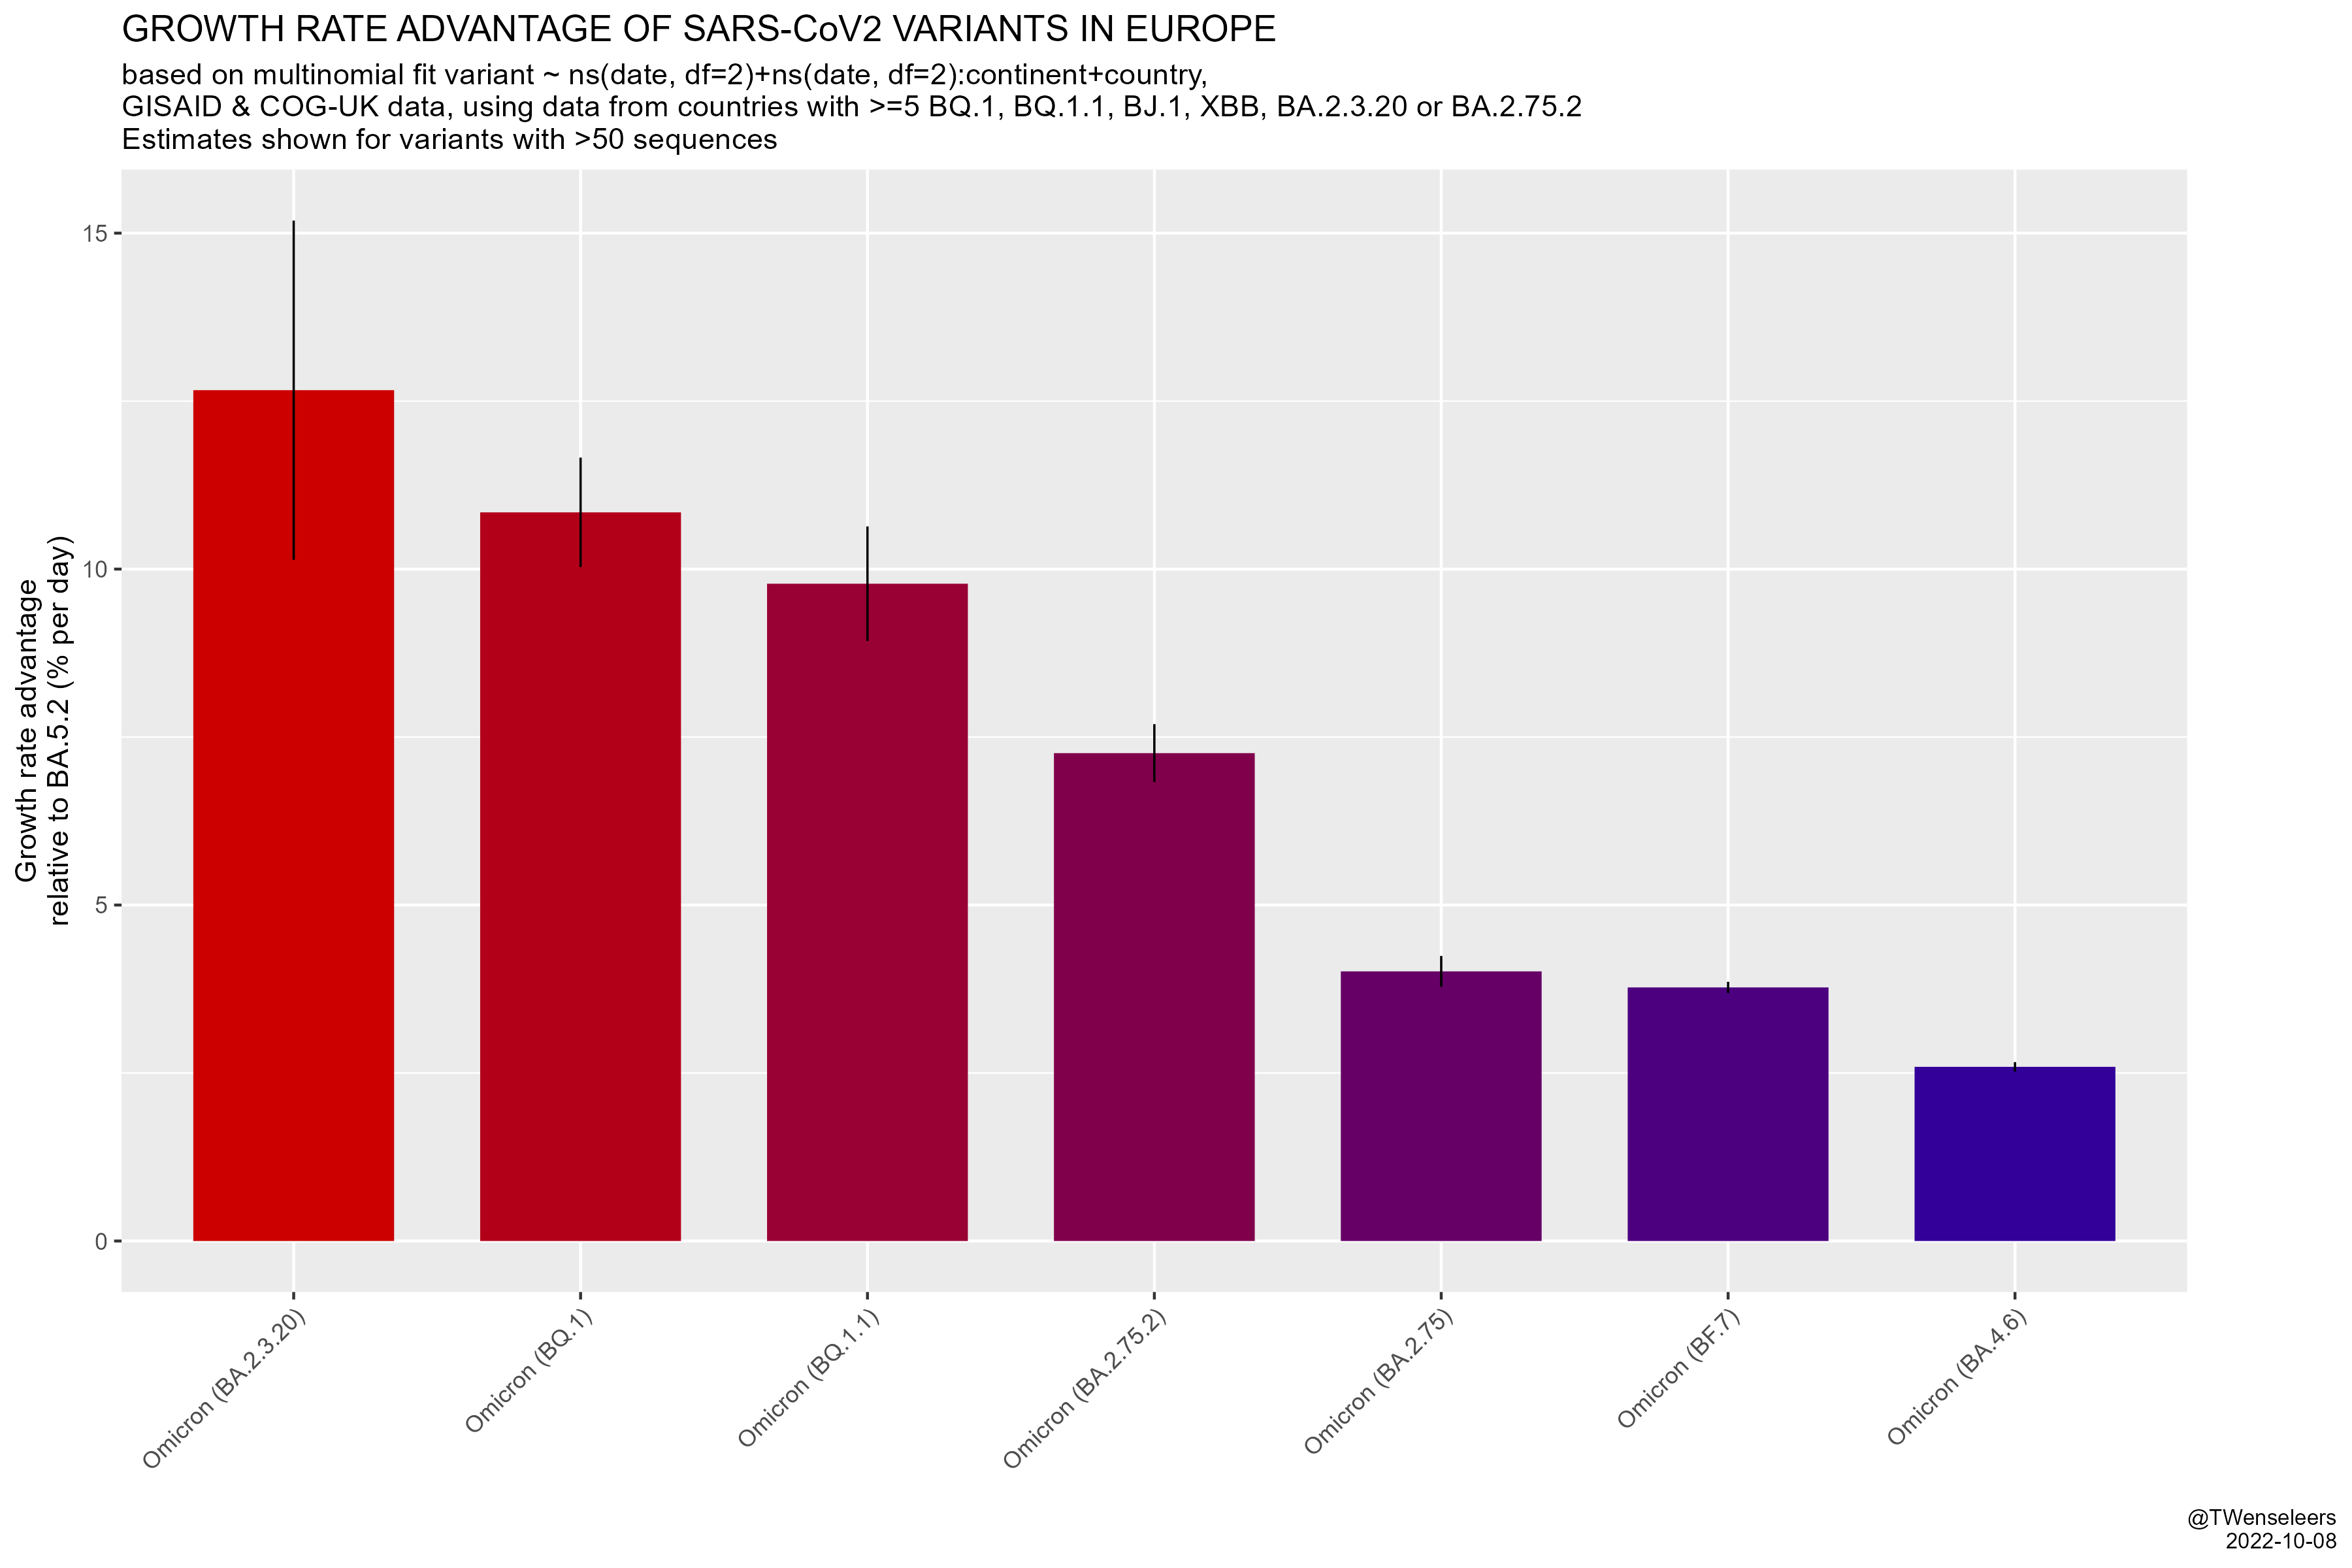 GROWTH RATE ADVANTAGE OF SARS-CoV2 VARIANTS IN EUROPE
based on multinomial fit variant ~ ns(date, df=2)+ns(date, df=2):continent+country,
GISAID & COG-UK data, using data from countries with >=5 BQ.1, BQ.1.1, BJ.1, XBB, BA.2.3.20 or BA.2.75.2
Estimates shown for variants with >50 sequences
Growth rate advantage
relative to BA.5.2 (% per day)
15
10
5
0
Omicron (BA.2.3.20)
Omicron (BQ.1)
Omicron (BQ.1.1)
Omicron (BA.2.75.2)
Omicron (BA.2.75)
Omicron (BF.7)
Omicron (BA.4.6)
@TWenseleers
2022-10-08